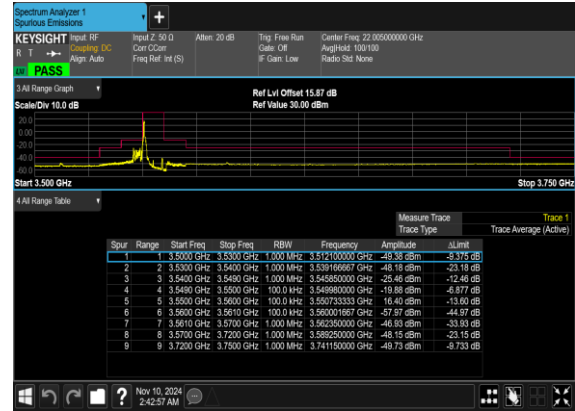 Spectrum Analyzer 1
Spurious Emissions
+
KEYSIGHT Input: RF Input Z: 50 Ω Atten: 20 dB Trig: Free Run Center Freq: 22.005000000 GHz
R T Coupling: DC Corr CCorr Gate: Off Avg|Hold: 100/100
Align: Auto Freq Ref: Int (S) IF Gain: Low Radio Std: None
PASS
3 All Range Graph
Ref Lvl Offset 15.87 dB
Scale/Div 10.0 dB Ref Value 30.00 dBm
20.0
0.00
-20.0
-40.0
-60.0
Start 3.500 GHz Stop 3.750 GHz
4 All Range Table
Measure Trace Trace 1
Trace Type Trace Average (Active)
Spur Range Start Freq Stop Freq RBW Frequency Amplitude ΔLimit
1 1 3.5000 GHz 3.5300 GHz 1.000 MHz 3.512100000 GHz -49.38 dBm -9.375 dB
2 2 3.5300 GHz 3.5400 GHz 1.000 MHz 3.539166667 GHz -48.18 dBm -23.18 dB
3 3 3.5400 GHz 3.5490 GHz 1.000 MHz 3.545850000 GHz -25.46 dBm -12.46 dB
4 4 3.5490 GHz 3.5500 GHz 100.0 kHz 3.549980000 GHz -19.88 dBm -6.877 dB
5 5 3.5500 GHz 3.5600 GHz 100.0 kHz 3.550733333 GHz 16.40 dBm -13.60 dB
6 6 3.5600 GHz 3.5610 GHz 100.0 kHz 3.560001667 GHz -57.97 dBm -44.97 dB
7 7 3.5610 GHz 3.5700 GHz 1.000 MHz 3.562350000 GHz -46.93 dBm -33.93 dB
8 8 3.5700 GHz 3.7200 GHz 1.000 MHz 3.589250000 GHz -48.15 dBm -23.15 dB
9 9 3.7200 GHz 3.7500 GHz 1.000 MHz 3.741150000 GHz -49.73 dBm -9.733 dB
? Nov 10, 2024
2:42:57 AM